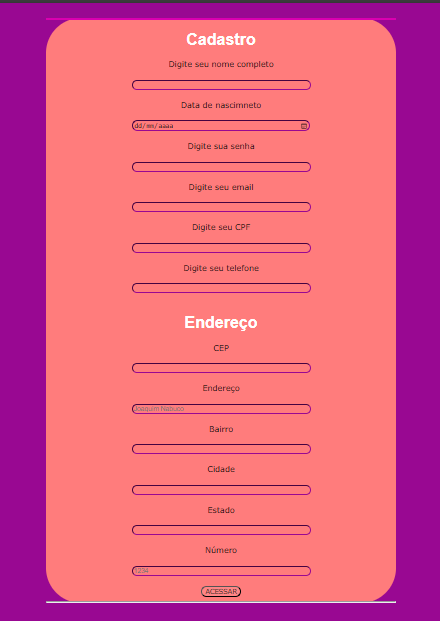 Cadastro
Digite seu nome completo
Data de nascimneto
dd/mm/aaaa
Digite sua senha
Digite seu email
Digite seu CPF
Digite seu telefone
Endereço
CEP
Endereço
Joaquim Nabuco
Bairro
Cidade
Estado
Número
1234
ACESSAR